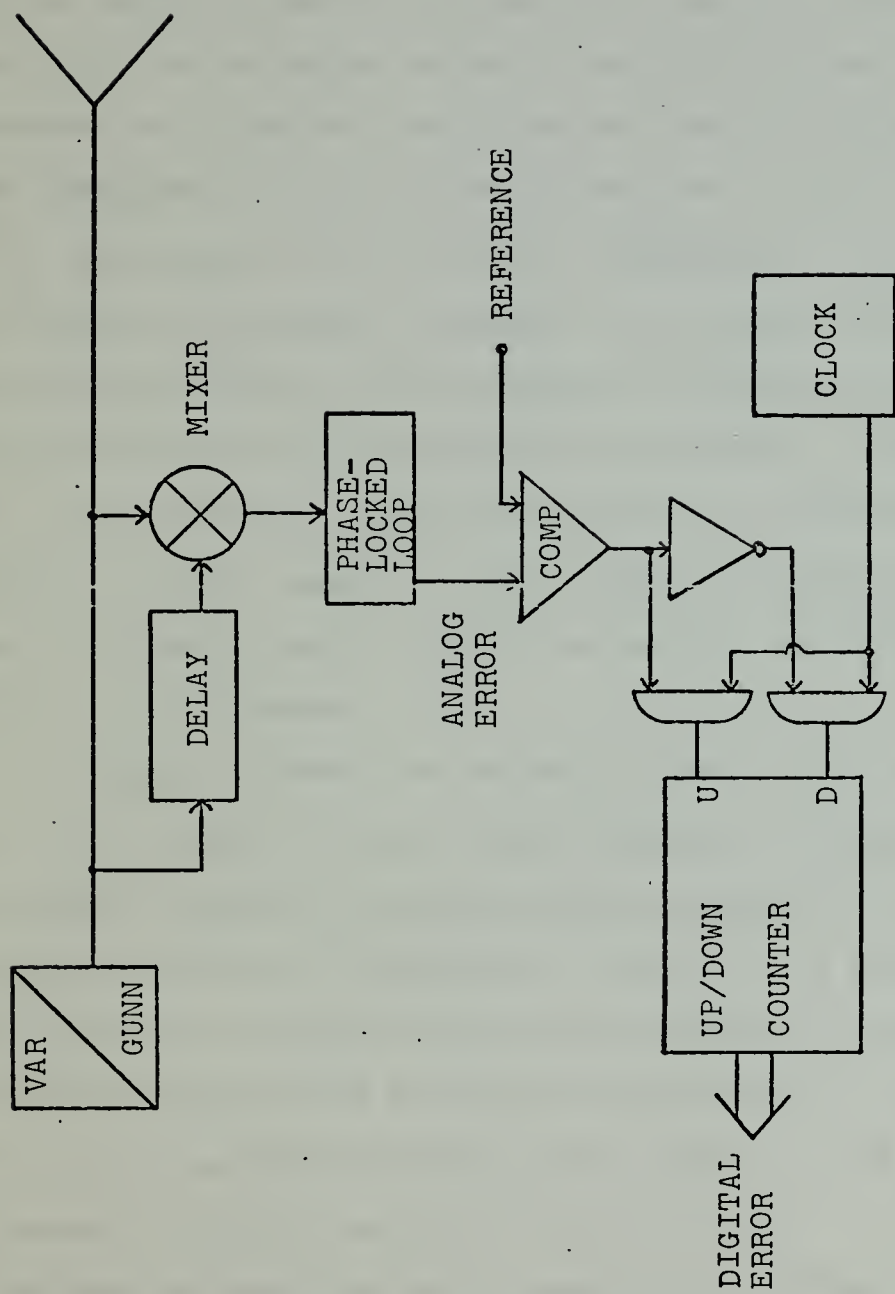 VAR
GUNN
DELAY
MIXER
PHASE-
LOCKED
LOOP
ANALOG
ERROR
REFERENCE
COMP
CLOCK
U
D
UP/DOWN
COUNTER
DIGITAL
ERROR